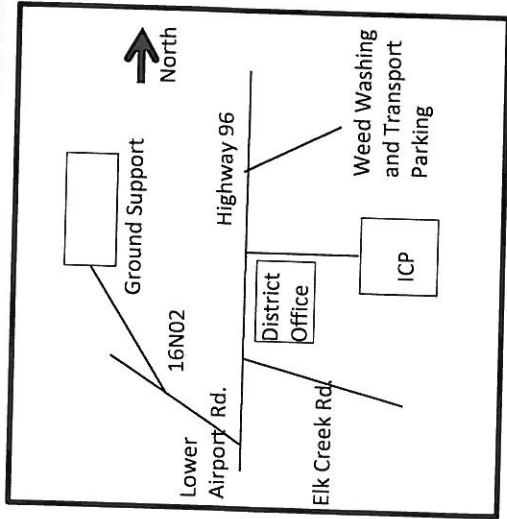 North
Ground Support
16N02
Highway 96
Lower
Airport Rd.
District
Office
Weed Washing
and Transport
Parking
ICP
Elk Creek Rd.